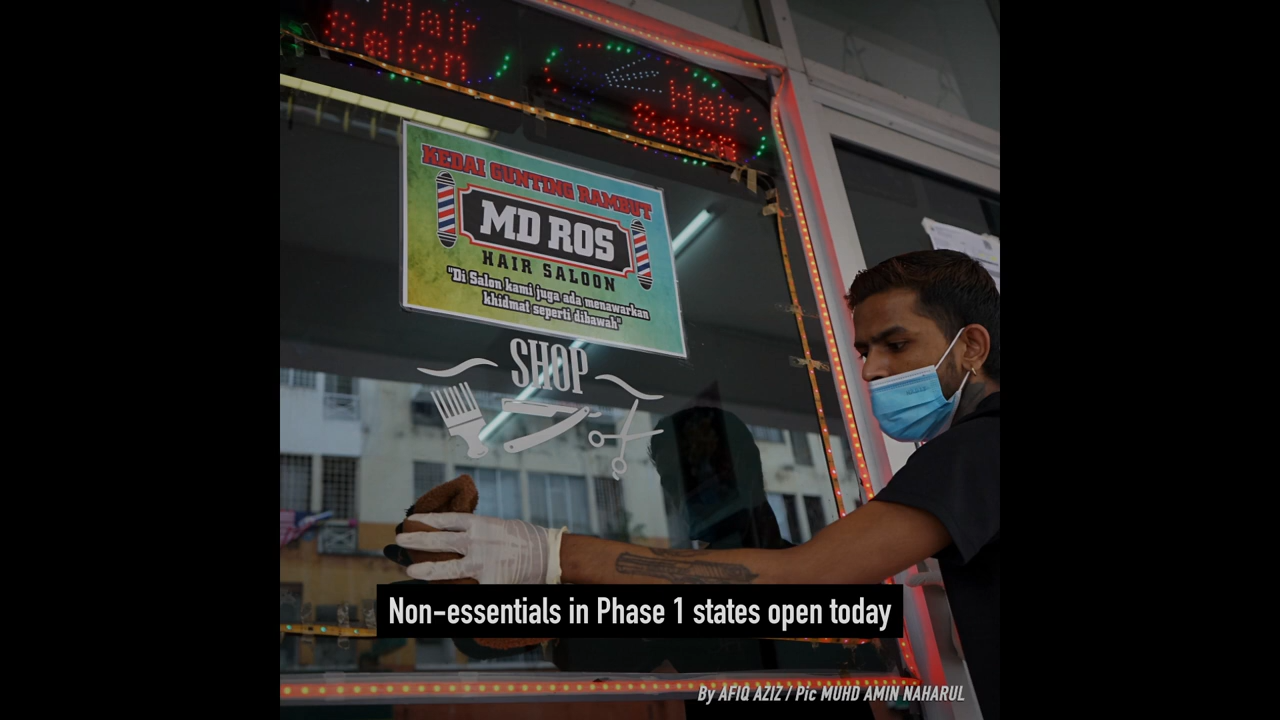 Hair
Salon
Hair
Salon
KEDAI GUNTING RAMBUT
MD ROS
HAIR SALOON
"Di Salon kami juga ada menawarkan
khidmat seperti dibawah"
SHOP
Non-essentials in Phase 1 states open today
By AFIQ AZIZ / Pic MUHD AMIN NAHARUL